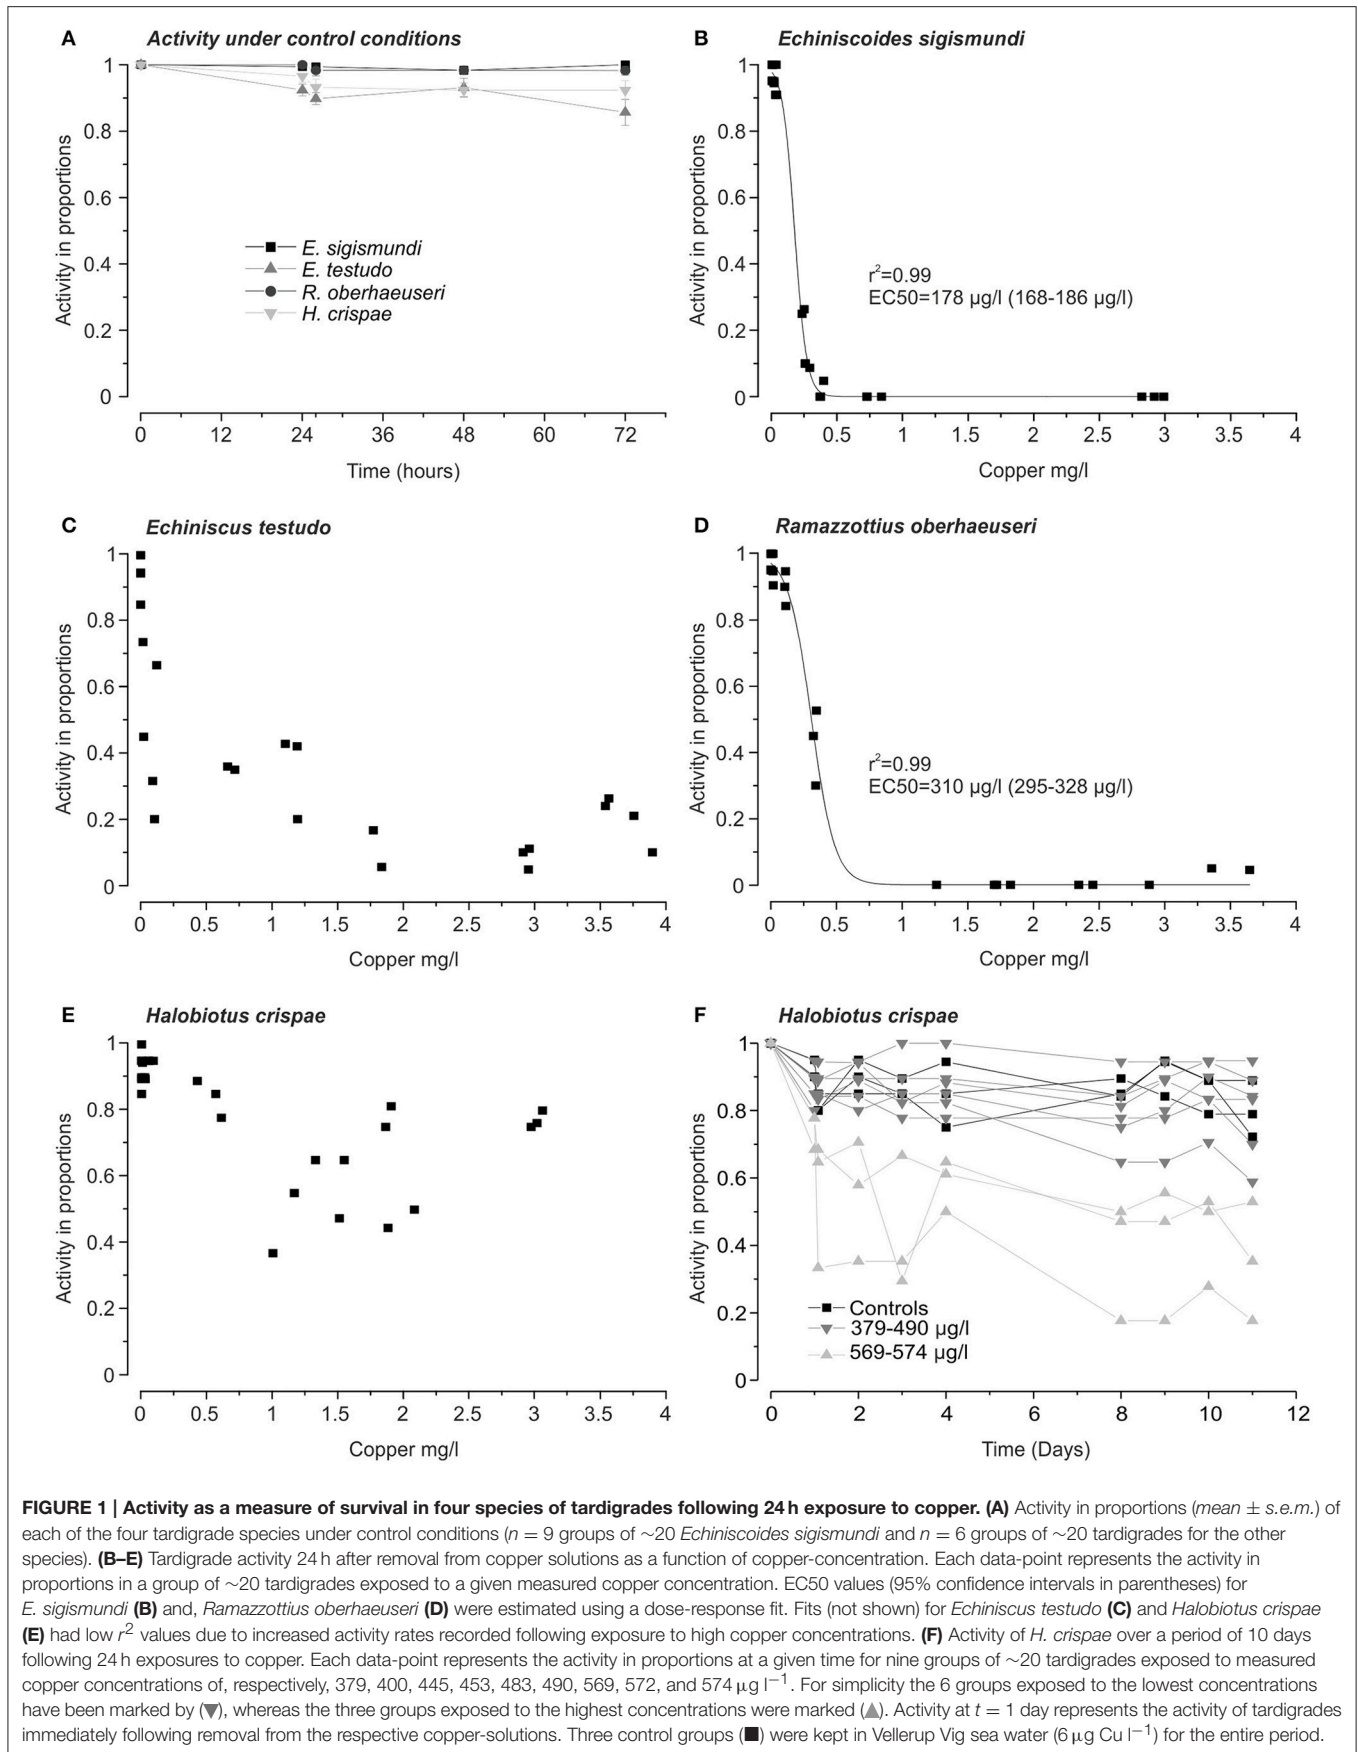 A Activity under control conditions
Activity in proportions
1
0.8
0.6
0.4
0.2
0
E. sigismundi
E. testudo
R. oberhaeuseri
H. crispae
0 12 24 36 48 60 72
Time (hours)
B Echiniscoides sigismundi
Activity in proportions
1
0.8
0.6
0.4
0.2
0
r²=0.99
EC50=178 µg/l (168-186 µg/l)
0 0.5 1 1.5 2 2.5 3 3.5 4
Copper mg/l
C Echiniscus testudo
Activity in proportions
1
0.8
0.6
0.4
0.2
0
0 0.5 1 1.5 2 2.5 3 3.5 4
Copper mg/l
D Ramazzottius oberhaeuseri
Activity in proportions
1
0.8
0.6
0.4
0.2
0
r²=0.99
EC50=310 µg/l (295-328 µg/l)
0 0.5 1 1.5 2 2.5 3 3.5 4
Copper mg/l
E Halobiotus crispae
Activity in proportions
1
0.8
0.6
0.4
0.2
0
0 0.5 1 1.5 2 2.5 3 3.5 4
Copper mg/l
F Halobiotus crispae
Activity in proportions
1
0.8
0.6
0.4
0.2
0
Controls
379-490 µg/l
569-574 µg/l
0 2 4 6 8 10 12
Time (Days)
FIGURE 1 | Activity as a measure of survival in four species of tardigrades following 24 h exposure to copper. (A) Activity in proportions (mean ± s.e.m.) of
each of the four tardigrade species under control conditions (n = 9 groups of ~20 Echiniscoides sigismundi and n = 6 groups of ~20 tardigrades for the other
species). (B–E) Tardigrade activity 24 h after removal from copper solutions as a function of copper-concentration. Each data-point represents the activity in
proportions in a group of ~20 tardigrades exposed to a given measured copper concentration. EC50 values (95% confidence intervals in parentheses) for
E. sigismundi (B) and, Ramazzottius oberhaeuseri (D) were estimated using a dose-response fit. Fits (not shown) for Echiniscus testudo (C) and Halobiotus crispae
(E) had low r² values due to increased activity rates recorded following exposure to high copper concentrations. (F) Activity of H. crispae over a period of 10 days
following 24 h exposures to copper. Each data-point represents the activity in proportions at a given time for nine groups of ~20 tardigrades exposed to measured
copper concentrations of, respectively, 379, 400, 445, 453, 483, 490, 569, 572, and 574 µg l⁻¹. For simplicity the 6 groups exposed to the lowest concentrations
have been marked by (▼), whereas the three groups exposed to the highest concentrations were marked (▲). Activity at t = 1 day represents the activity of tardigrades
immediately following removal from the respective copper-solutions. Three control groups (■) were kept in Vellerup Vig sea water (6 µg Cu l⁻¹) for the entire period.